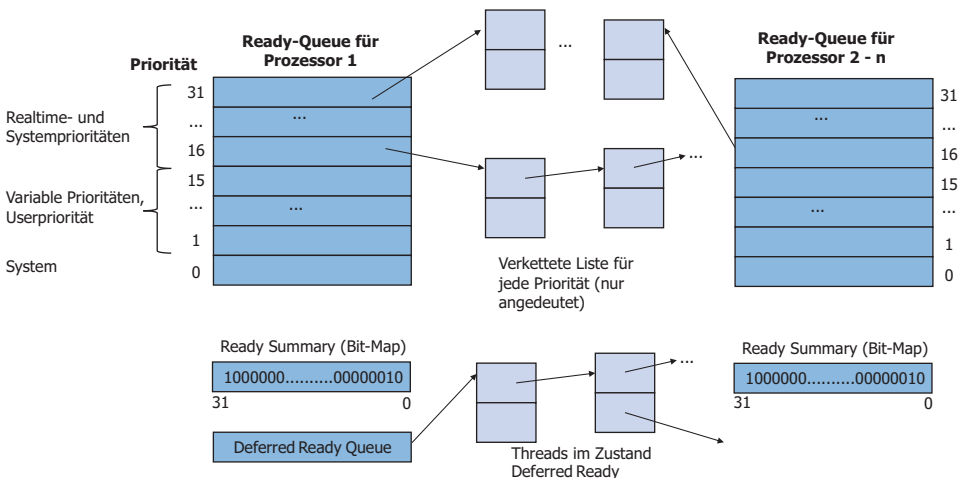 Ready-Queue für
Prozessor 1
...
Ready-Queue für
Prozessor 2 - n
Priorität
31
...
...
16
15
...
...
1
0
Realtime- und
Systemprioritäten
Variable Prioritäten,
Userpriorität
System
...
Verkettete Liste für
jede Priorität (nur
angedeutet)
31
...
...
16
15
...
...
1
0
Ready Summary (Bit-Map)
1000000.........00000010
31 0
Deferred Ready Queue
...
Threads im Zustand
Deferred Ready
Ready Summary (Bit-Map)
1000000.........00000010
31 0